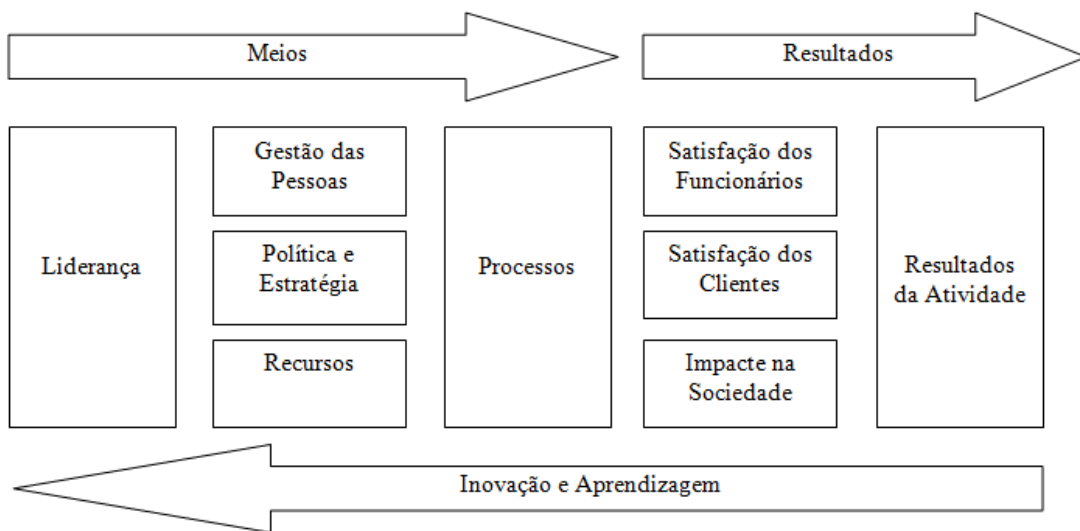 Meios
Resultados
Liderança
Gestão das
Pessoas
Política e
Estratégia
Recursos
Processos
Satisfação dos
Funcionários
Satisfação dos
Clientes
Impacte na
Sociedade
Resultados
da Atividade
Inovação e Aprendizagem